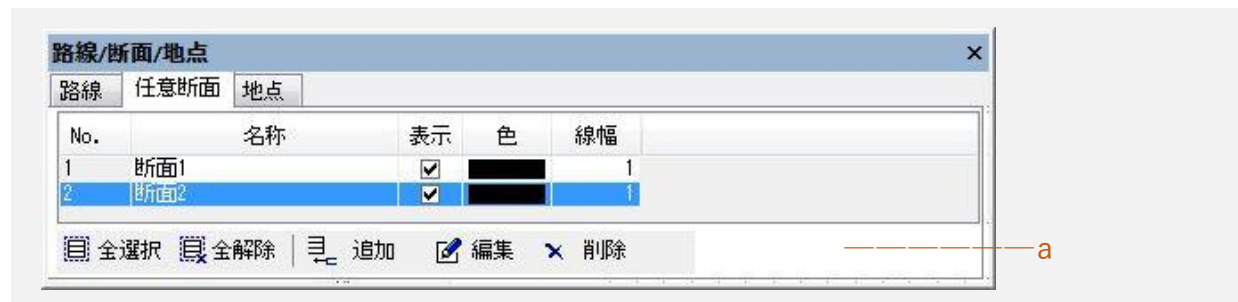 路線/断面/地点
路線 任意断面 地点
No. 名称 表示 色 線幅
1 断面1 1
2 断面2 1
全選択 全解除 追加 編集 削除 a